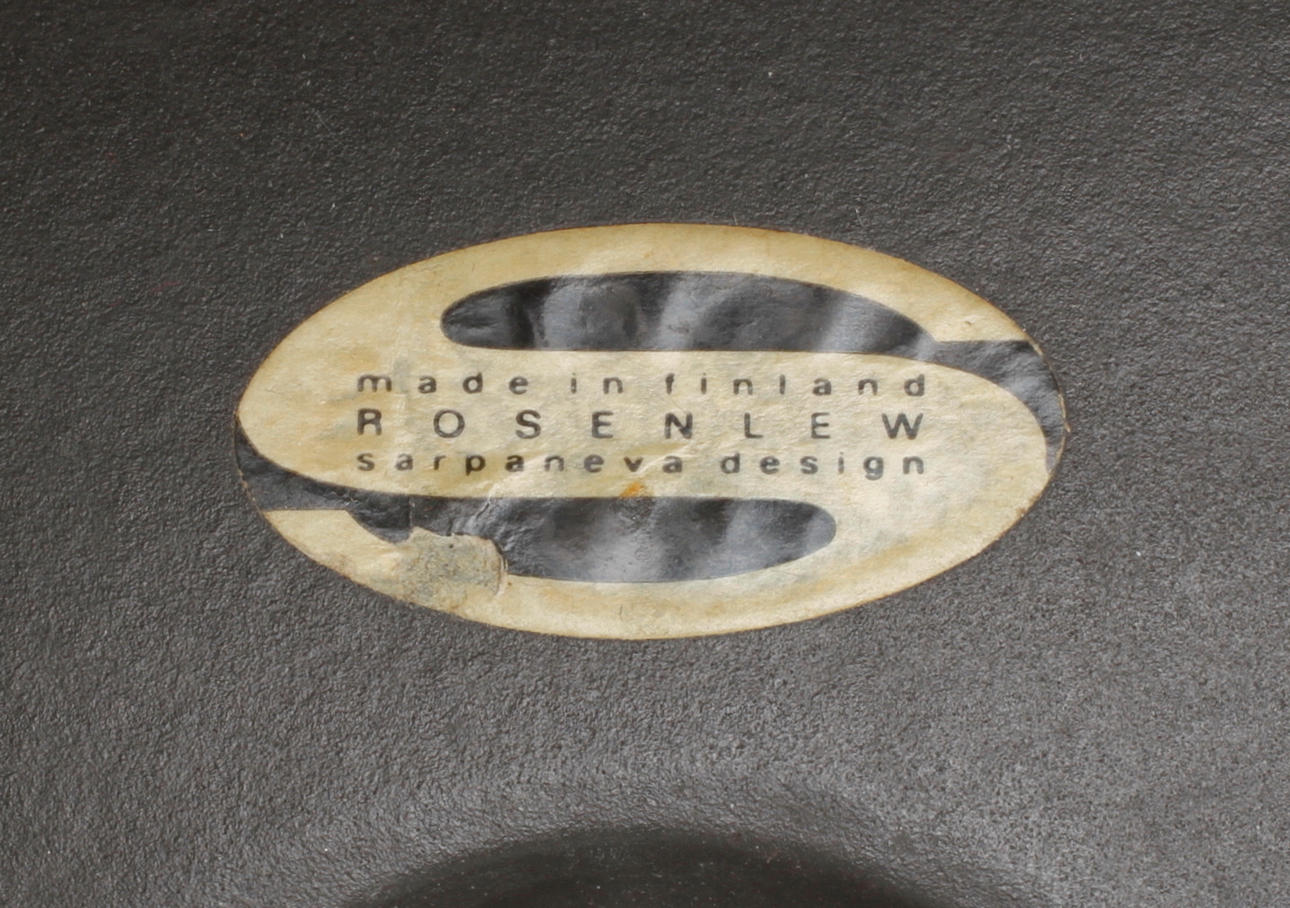 made in finland
ROSENLEW
sarpaneva design